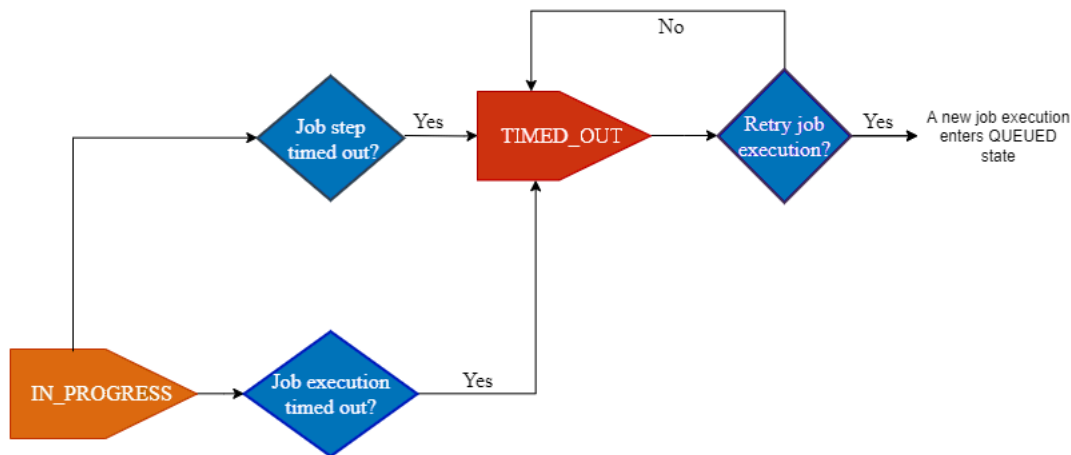 No
Job step
timed out?
Yes
TIMED_OUT
Retry job
execution?
Yes
A new job execution
enters QUEUED
state
IN_PROGRESS
Job execution
timed out?
Yes